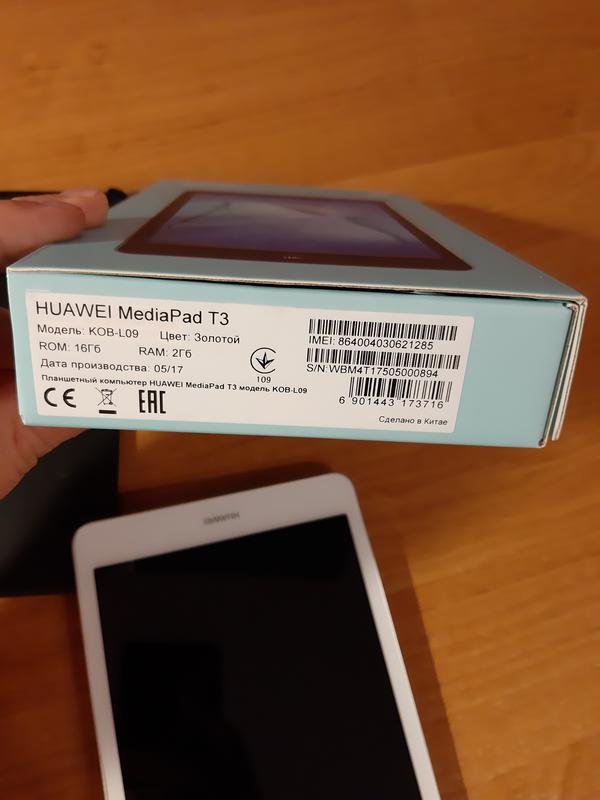 HUAWEI MediaPad T3
Модель: KOB-L09 Цвет: Золотой
ROM: 16Гб RAM: 2Гб
Дата производства: 05/17
Планшетный компьютер HUAWEI MediaPad T3 модель KOB-L09
CE EAC
109
IMEI: 864004030621285
S/N:WBM4T17505000894
6 901443 173716
Сделано в Китае
HUAWEI